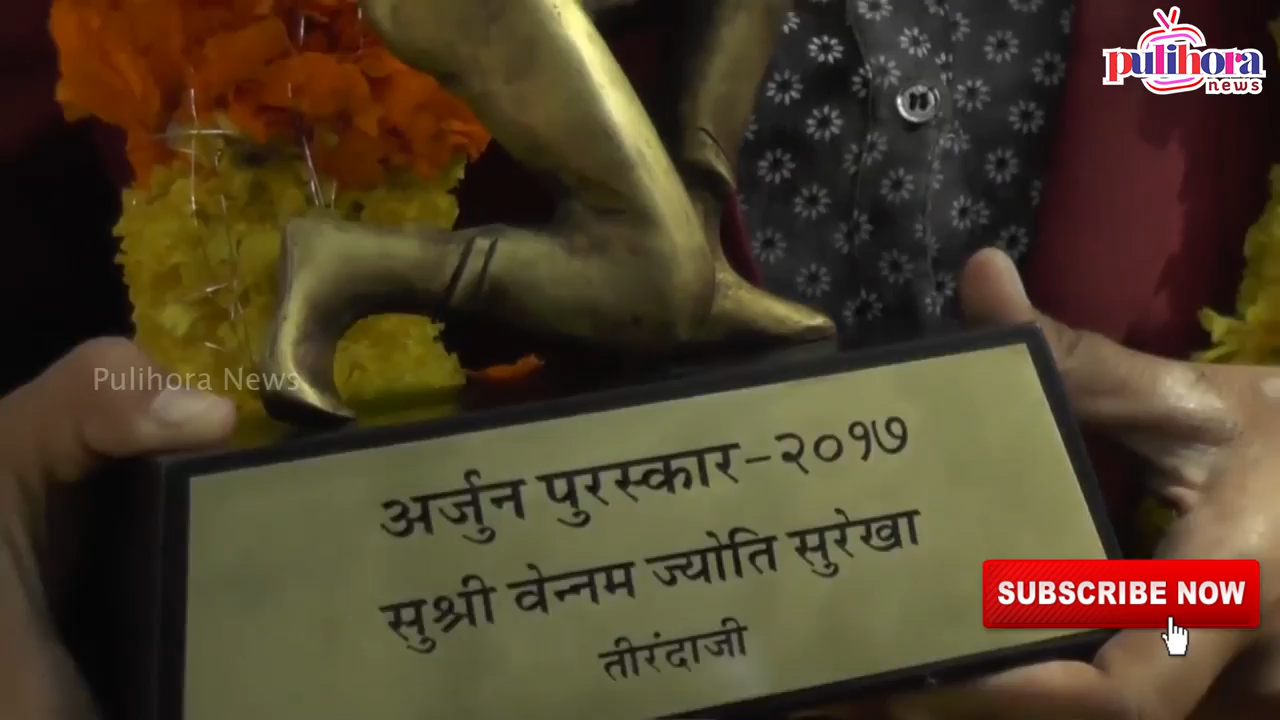 pulihora
news
Pulihora News
अर्जुन पुरस्कार-२०१७
सुश्री वेन्नम ज्योति सुरेखा
तीरंदाजी
SUBSCRIBE NOW